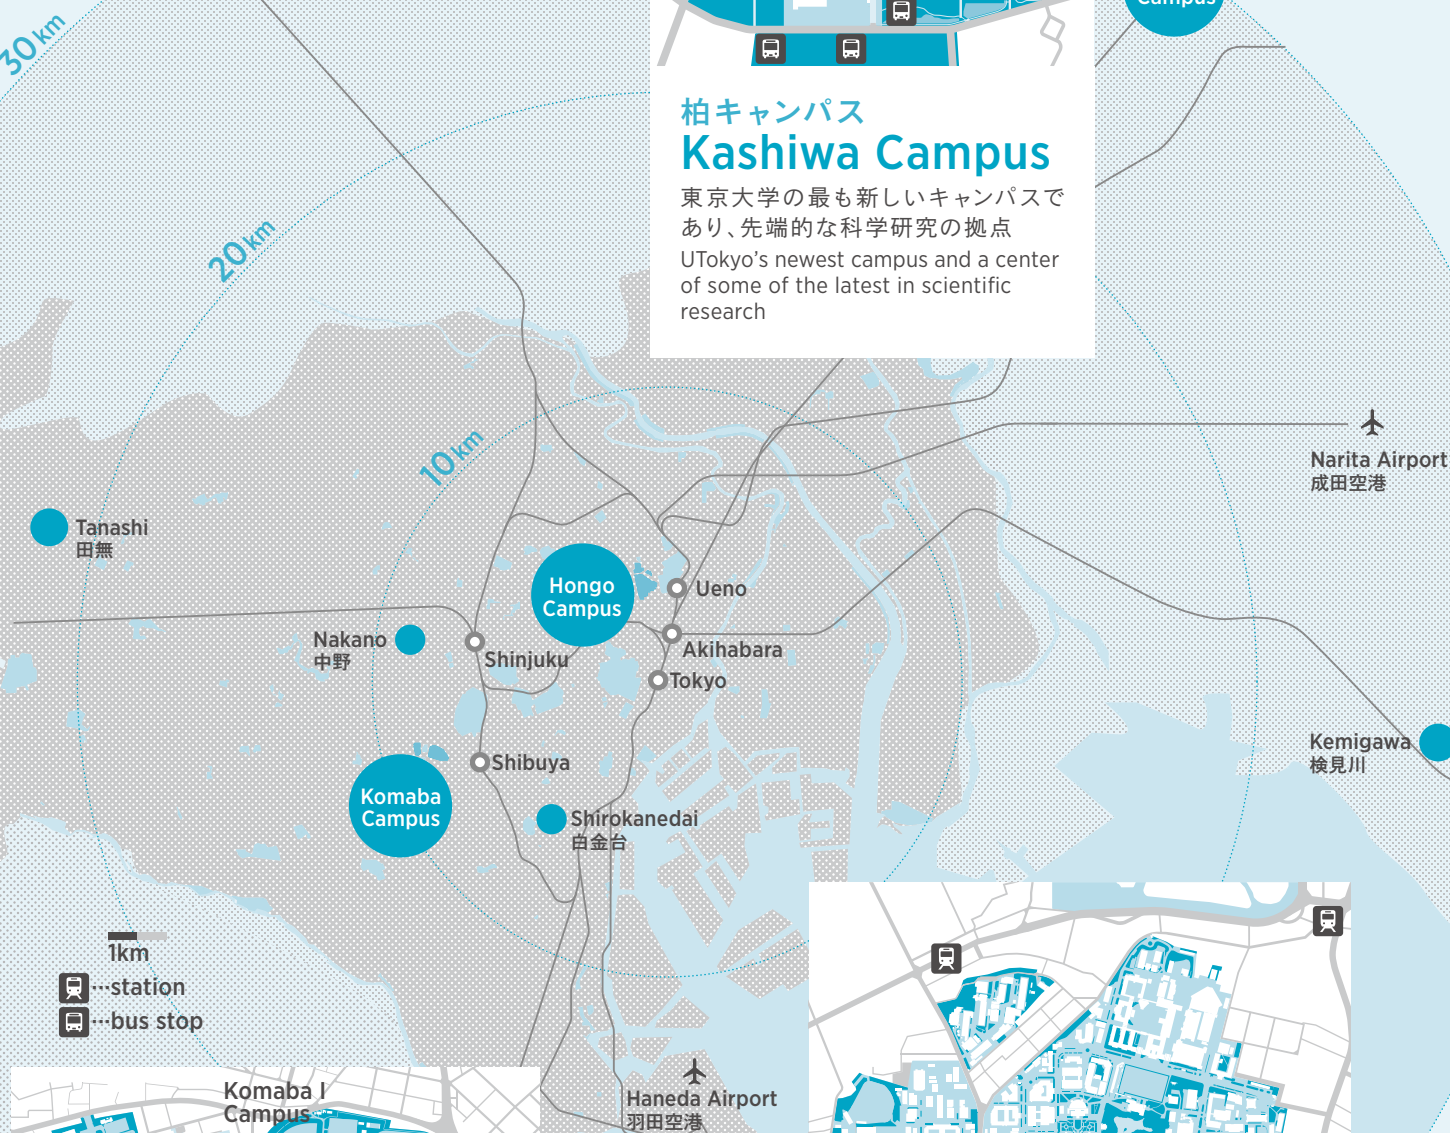 Campus
30km
柏キャンパス
Kashiwa Campus
東京大学の最も新しいキャンパスで
あり、先端的な科学研究の拠点
UTokyo's newest campus and a center
of some of the latest in scientific
research
20km
10km
Narita Airport
成田空港
Tanashi
田無
Hongo
Campus
Ueno
Nakano
中野
Shinjuku
Akihabara
Tokyo
Kemigawa
検見川
Shibuya
Komaba
Campus
Shirokanedai
白金台
1km
…station
…bus stop
Komaba I
Campus
Haneda Airport
羽田空港